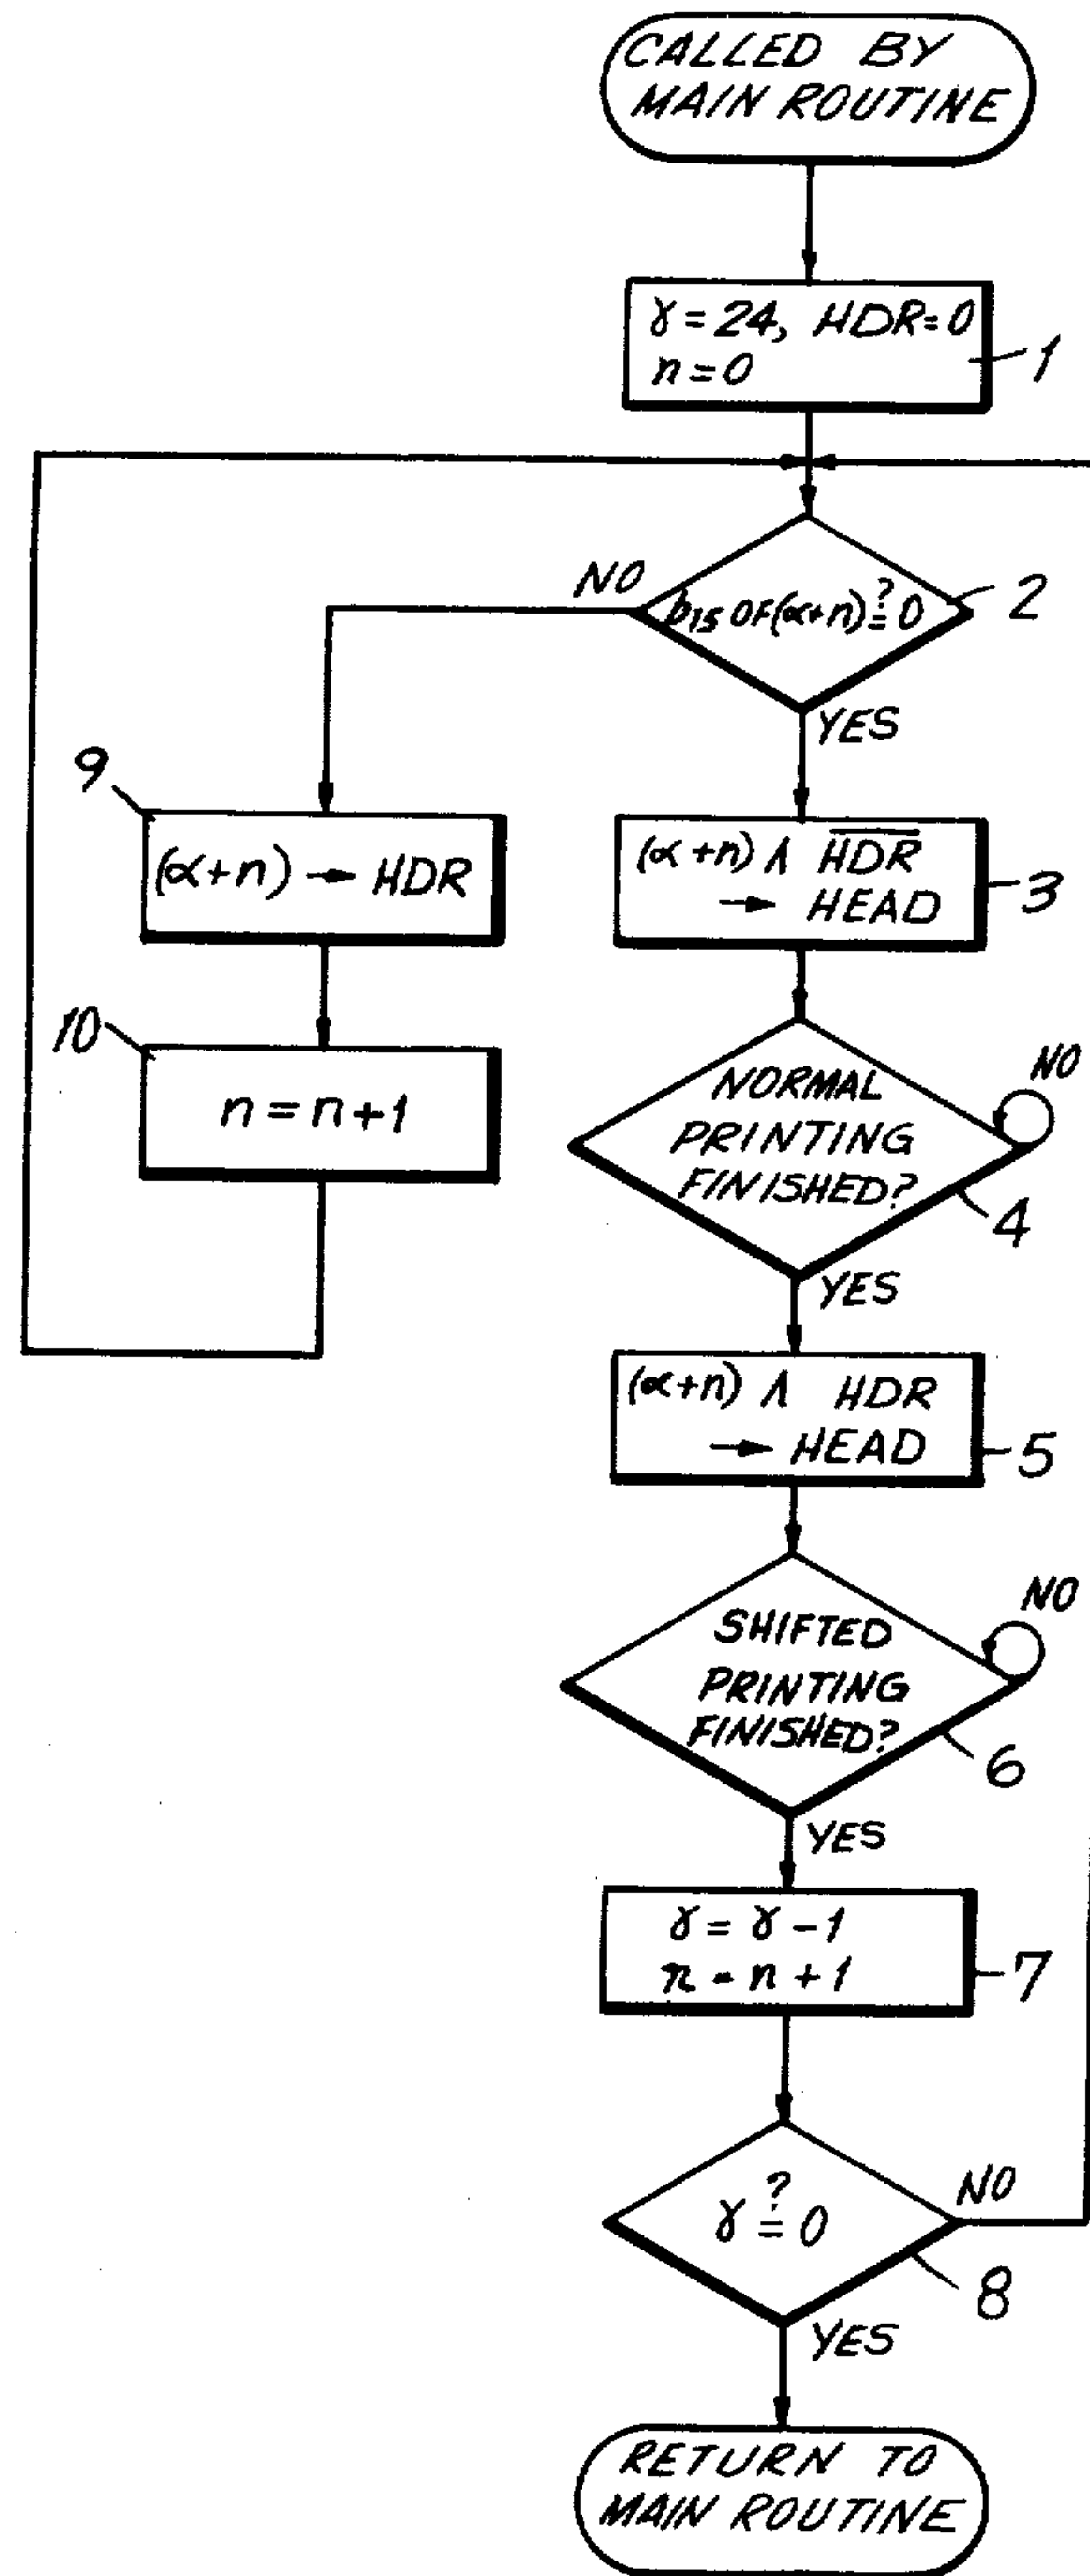 CALLED BY
MAIN ROUTINE
γ = 24, HDR = 0
n = 0
1
NO
b15 OF (α+n) ≟ 0
2
YES
9
(α+n) → HDR
(α+n) Λ H̅D̅R̅
→ HEAD
3
10
n = n + 1
NO
NORMAL
PRINTING
FINISHED?
4
YES
(α+n) Λ HDR
→ HEAD
5
NO
SHIFTED
PRINTING
FINISHED?
6
YES
γ = γ - 1
n = n + 1
7
γ ≟ 0
NO
8
YES
RETURN TO
MAIN ROUTINE